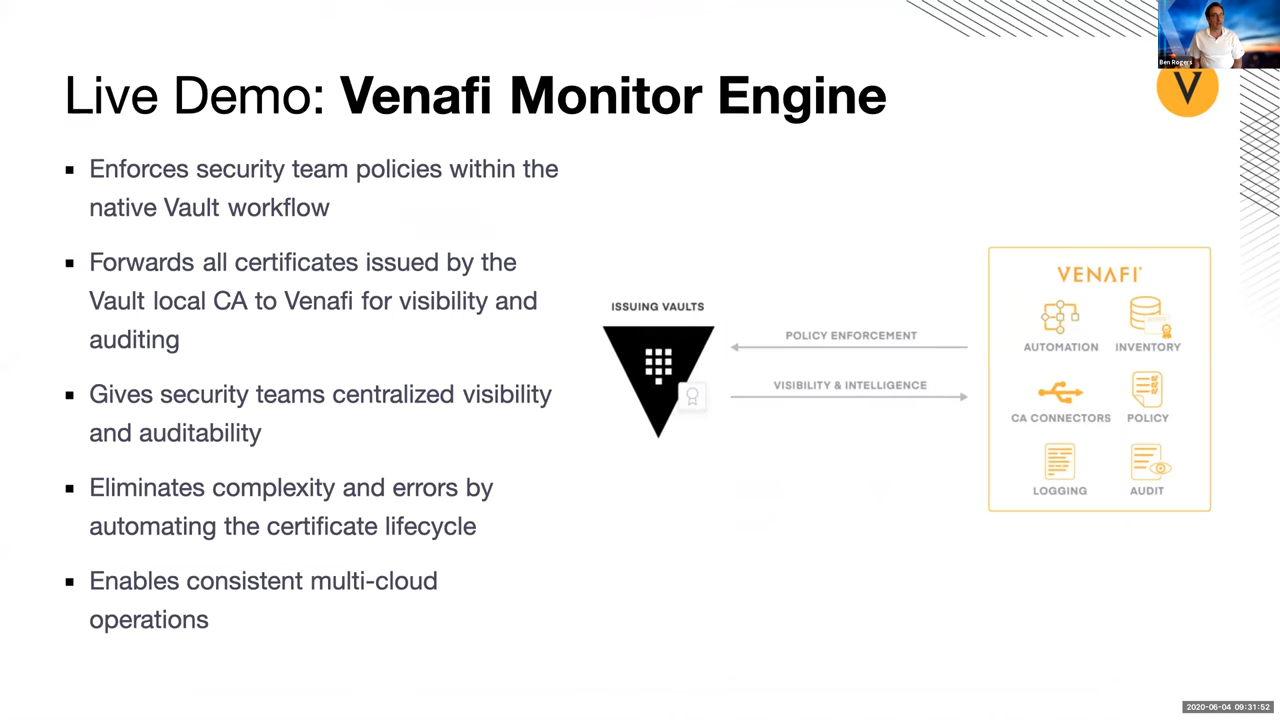 Ben Rogers
Live Demo: Venafi Monitor Engine
V
▪ Enforces security team policies within the
native Vault workflow
▪ Forwards all certificates issued by the
Vault local CA to Venafi for visibility and
auditing
▪ Gives security teams centralized visibility
and auditability
▪ Eliminates complexity and errors by
automating the certificate lifecycle
▪ Enables consistent multi-cloud
operations
ISSUING VAULTS
POLICY ENFORCEMENT
VISIBILITY & INTELLIGENCE
VENAFI®
AUTOMATION INVENTORY
CA CONNECTORS POLICY
LOGGING AUDIT
2020-06-04 09:31:52